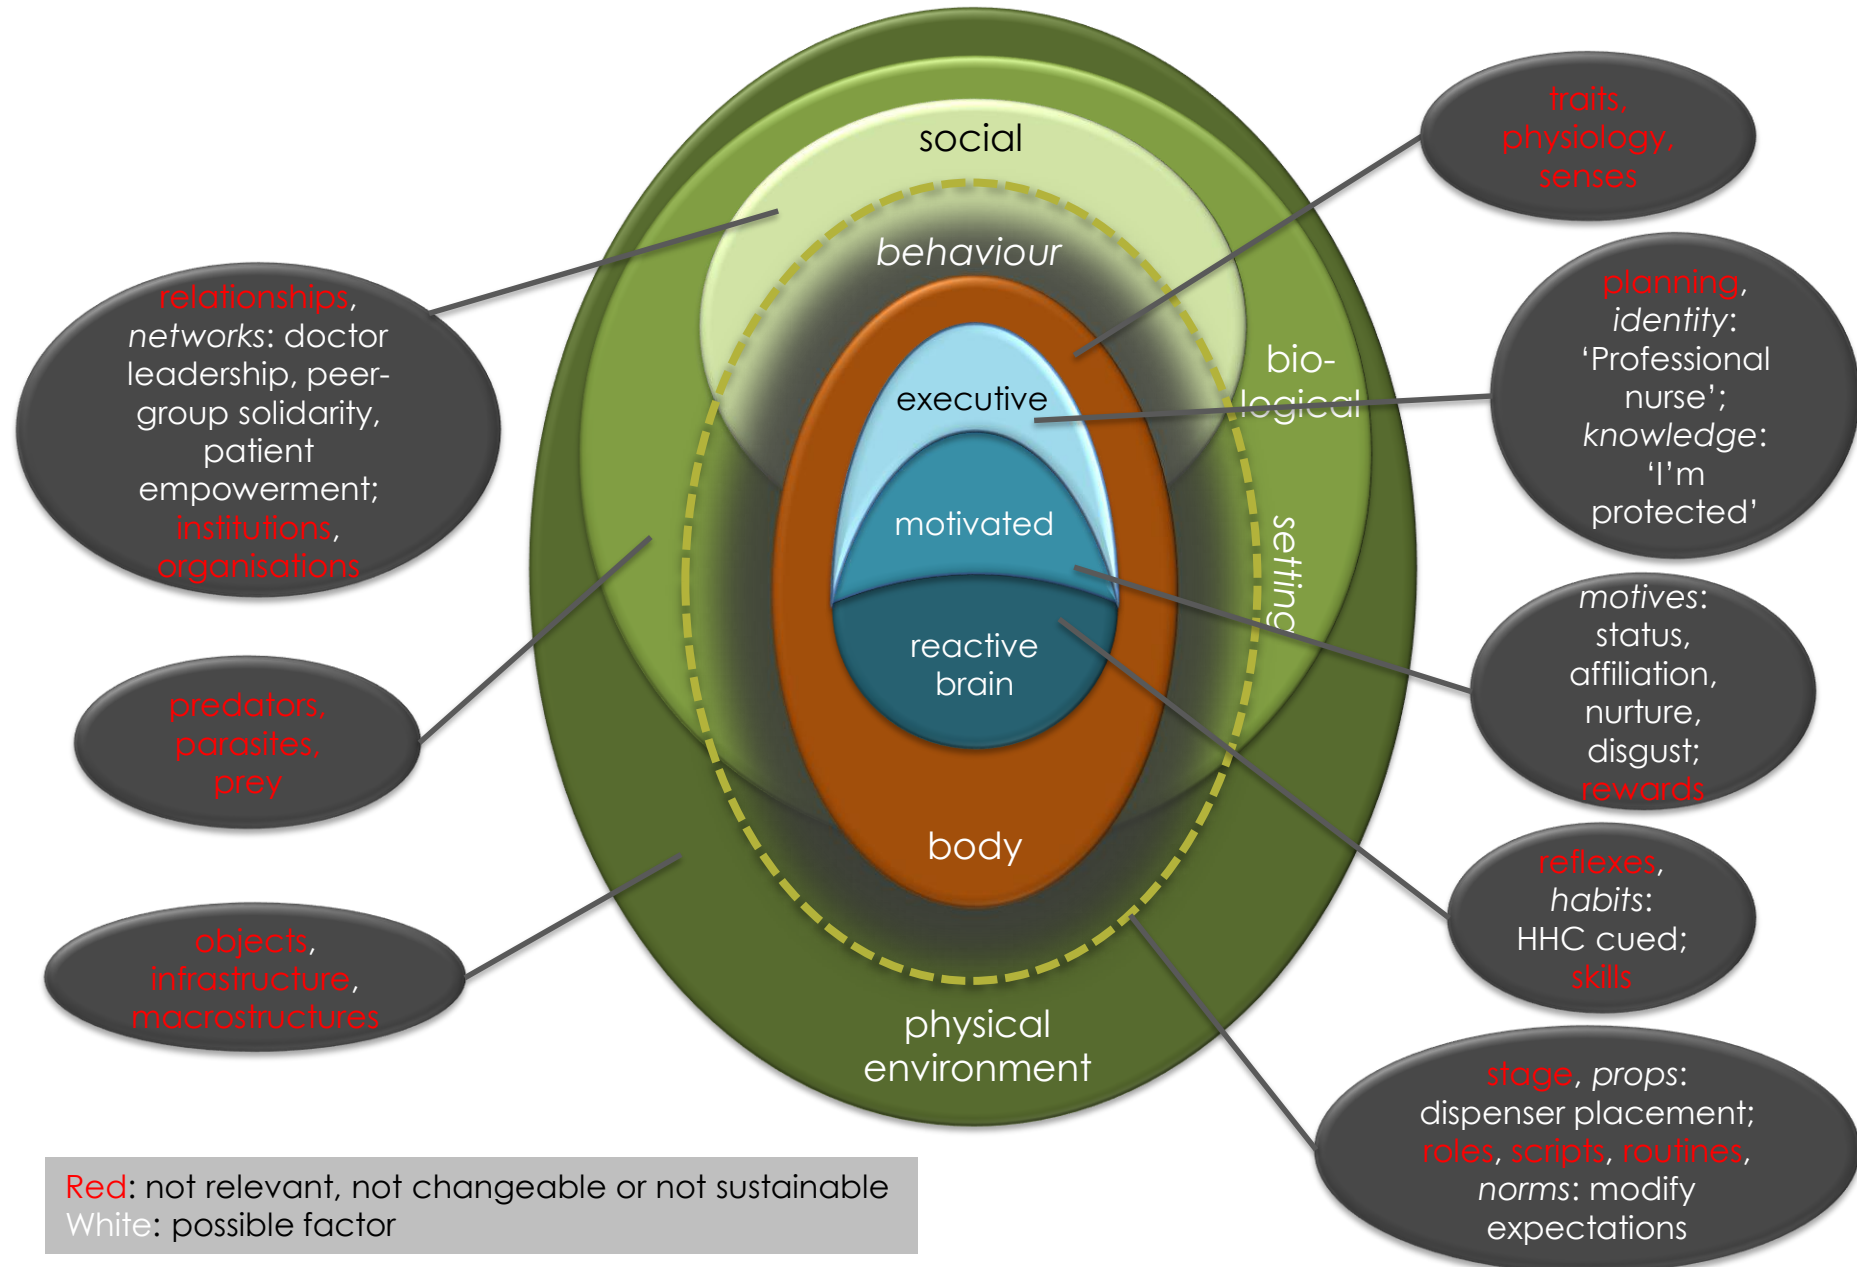 social
behaviour
bio-
logical
executive
motivated
setting
reactive
brain
body
physical
environment
relationships,
networks: doctor
leadership, peer-
group solidarity,
patient
empowerment;
institutions,
organisations
predators,
parasites,
prey
objects,
infrastructure,
macrostructures
traits,
physiology,
senses
planning,
identity:
‘Professional
nurse’;
knowledge:
‘I’m
protected’
motives:
status,
affiliation,
nurture,
disgust;
rewards
reflexes,
habits:
HHC cued;
skills
stage, props:
dispenser placement;
roles, scripts, routines,
norms: modify
expectations
Red: not relevant, not changeable or not sustainable
White: possible factor